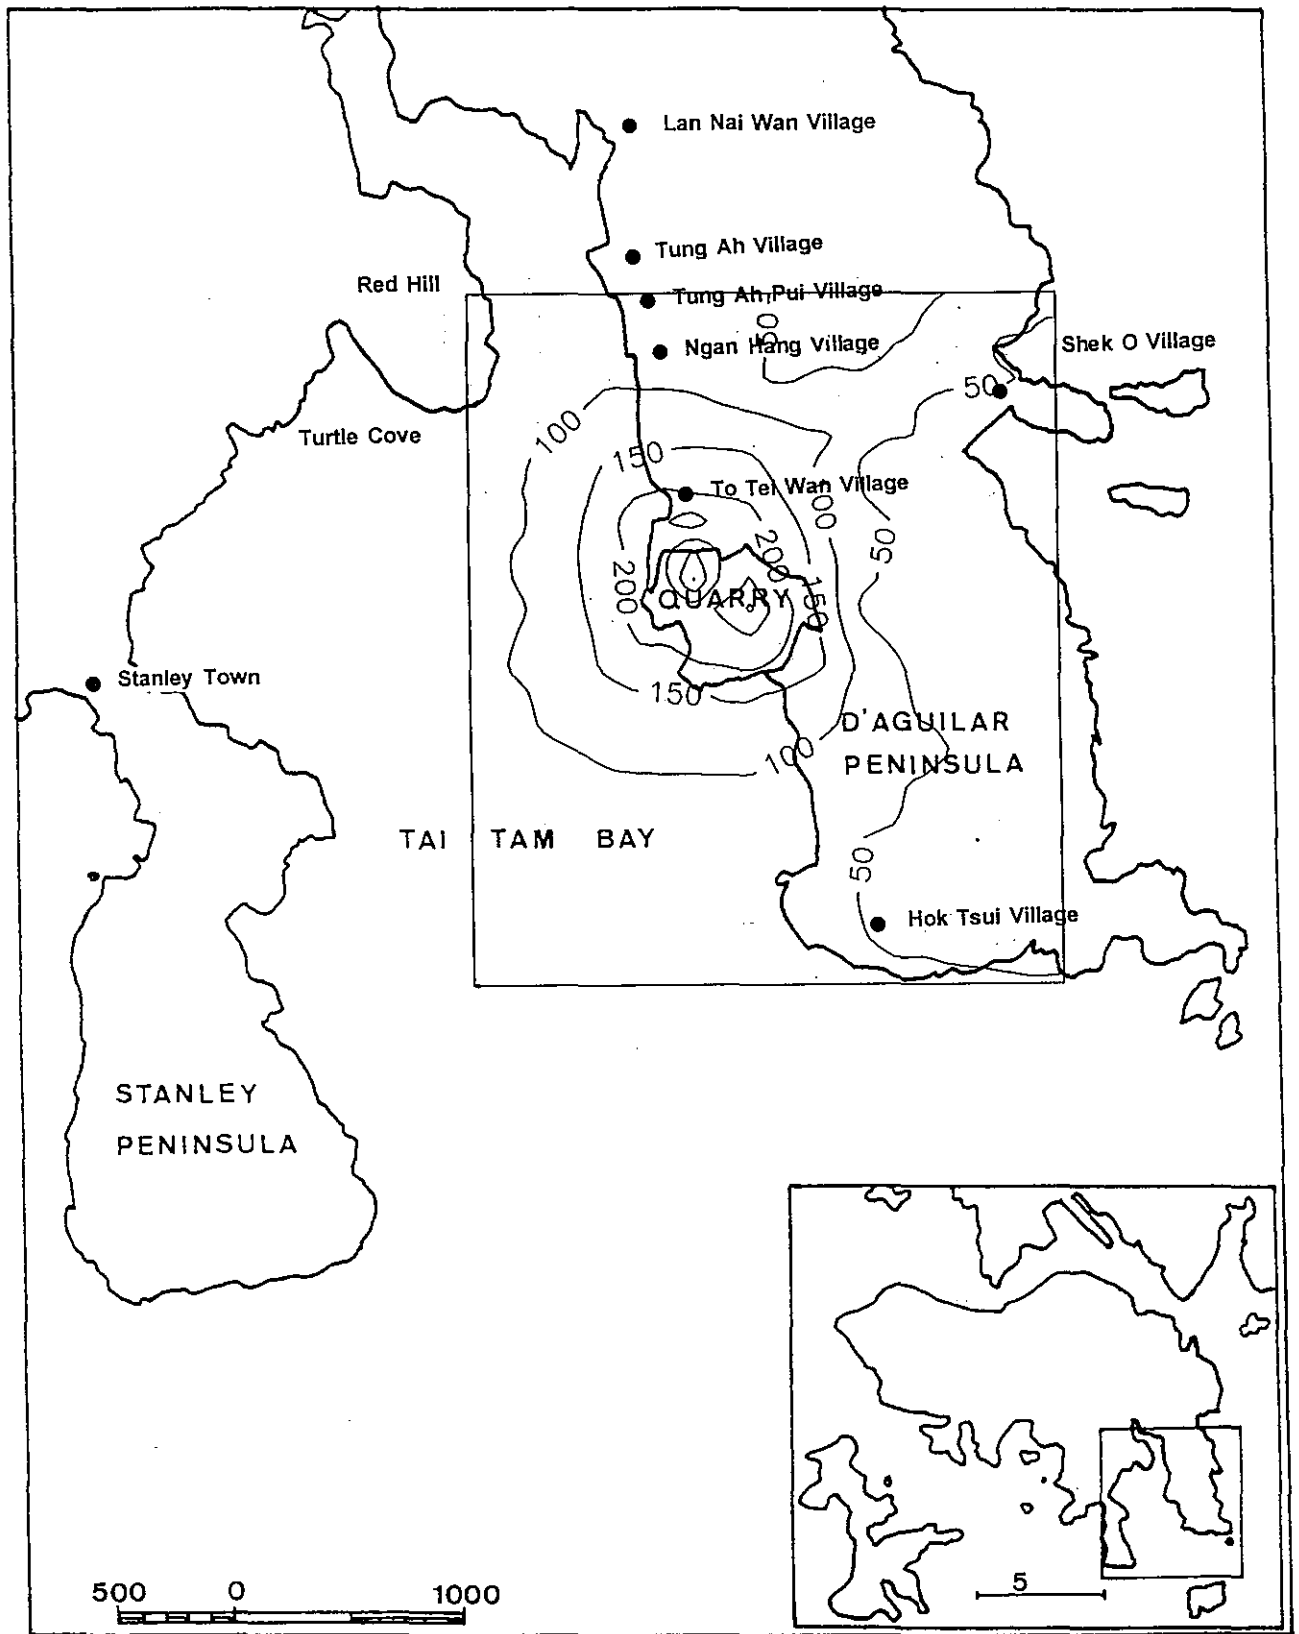 Lan Nai Wan Village
Tung Ah Village
Red Hill
Tung Ah Pui Village
50
Ngan Hang Village
Shek O Village
50
100
Turtle Cove
150
To Tei Wan Village
100
50
200
200
150
QUARRY
Stanley Town
150
D'AGUILAR
PENINSULA
100
TAI TAM BAY
50
Hok Tsui Village
STANLEY
PENINSULA
5
500 0 1000